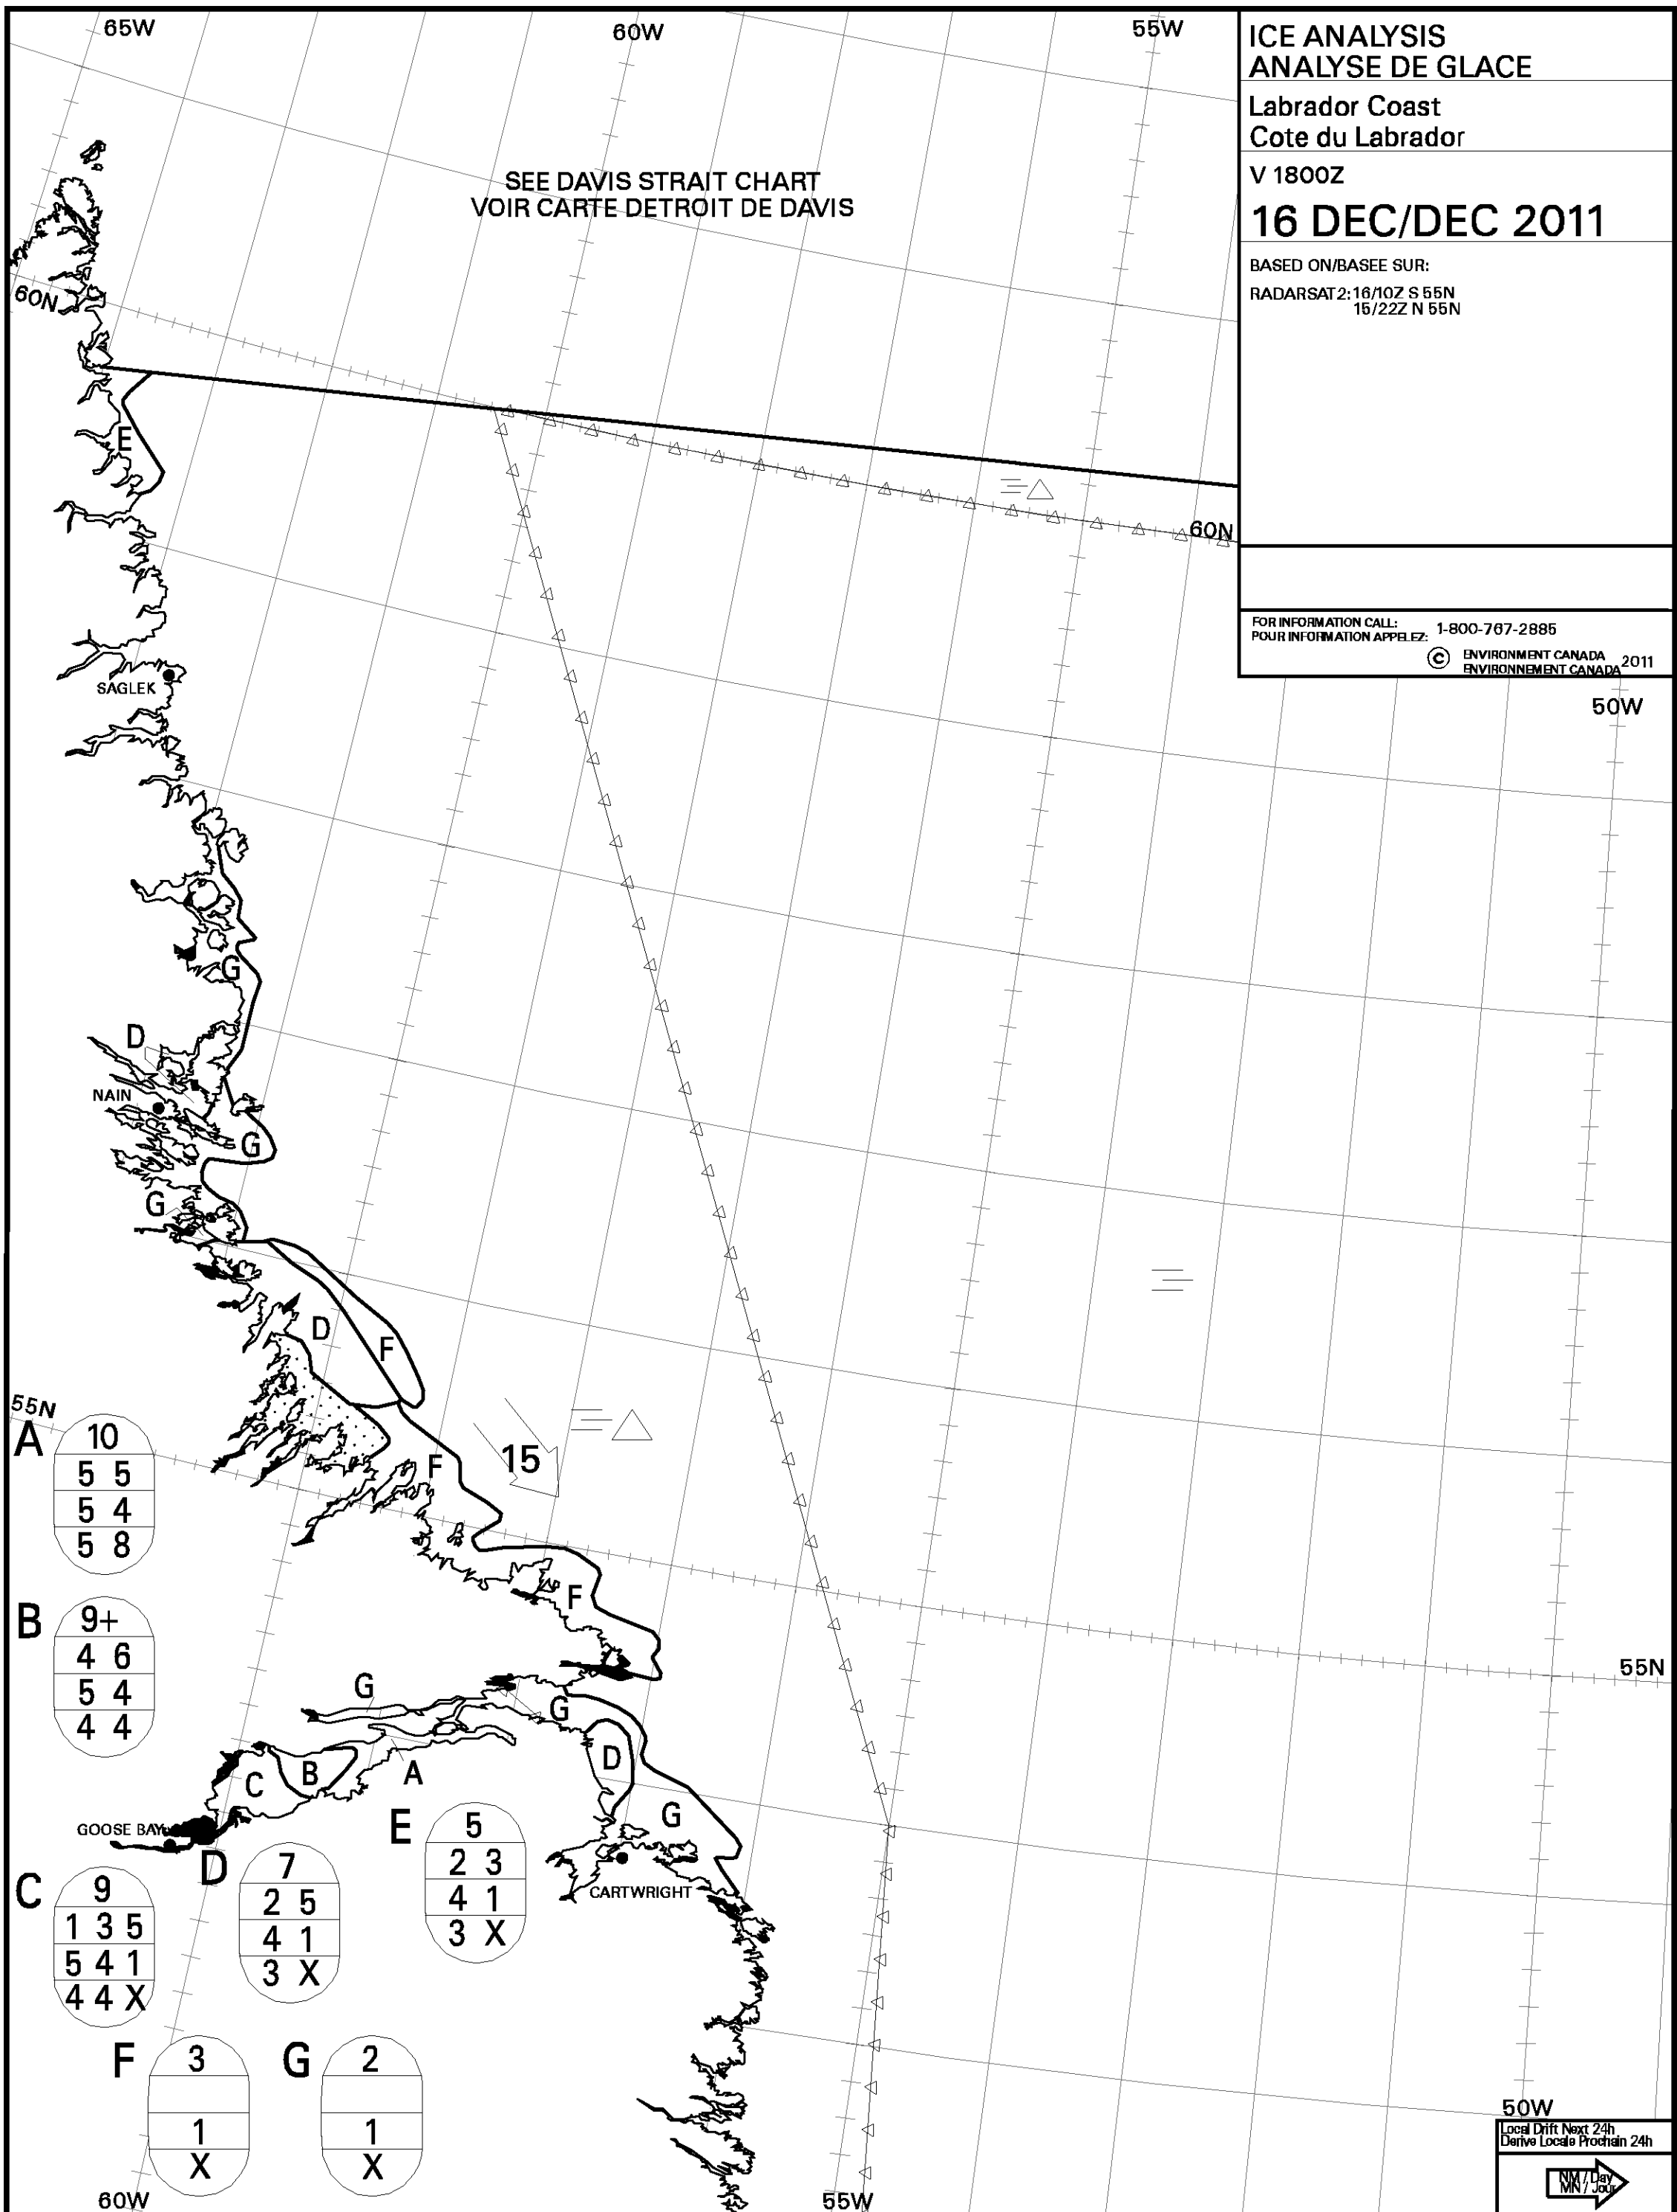 65W
60W
55W
ICE ANALYSIS
ANALYSE DE GLACE
Labrador Coast
Cote du Labrador
V 1800Z
16 DEC/DEC 2011
BASED ON/BASEE SUR:
RADARSAT2: 16/10Z S 55N
15/22Z N 55N
SEE DAVIS STRAIT CHART
VOIR CARTE DETROIT DE DAVIS
60N
E
60N
FOR INFORMATION CALL:
POUR INFORMATION APPELEZ: 1-800-767-2885
© ENVIRONMENT CANADA
ENVIRONNEMENT CANADA 2011
SAGLEK
50W
G
D
NAIN
G
G
D
F
55N
F
15
A
10
5 5
5 4
5 8
F
B
9+
4 6
5 4
4 4
55N
G
G
D
C
B
A
G
GOOSE BAY
CARTWRIGHT
C
9
1 3 5
5 4 1
4 4 X
D
7
2 5
4 1
3 X
E
5
2 3
4 1
3 X
F
3
1
X
G
2
1
X
60W
55W
50W
Local Drift Next 24h
Derive Locale Prochain 24h
NM / Day
MN / Jour